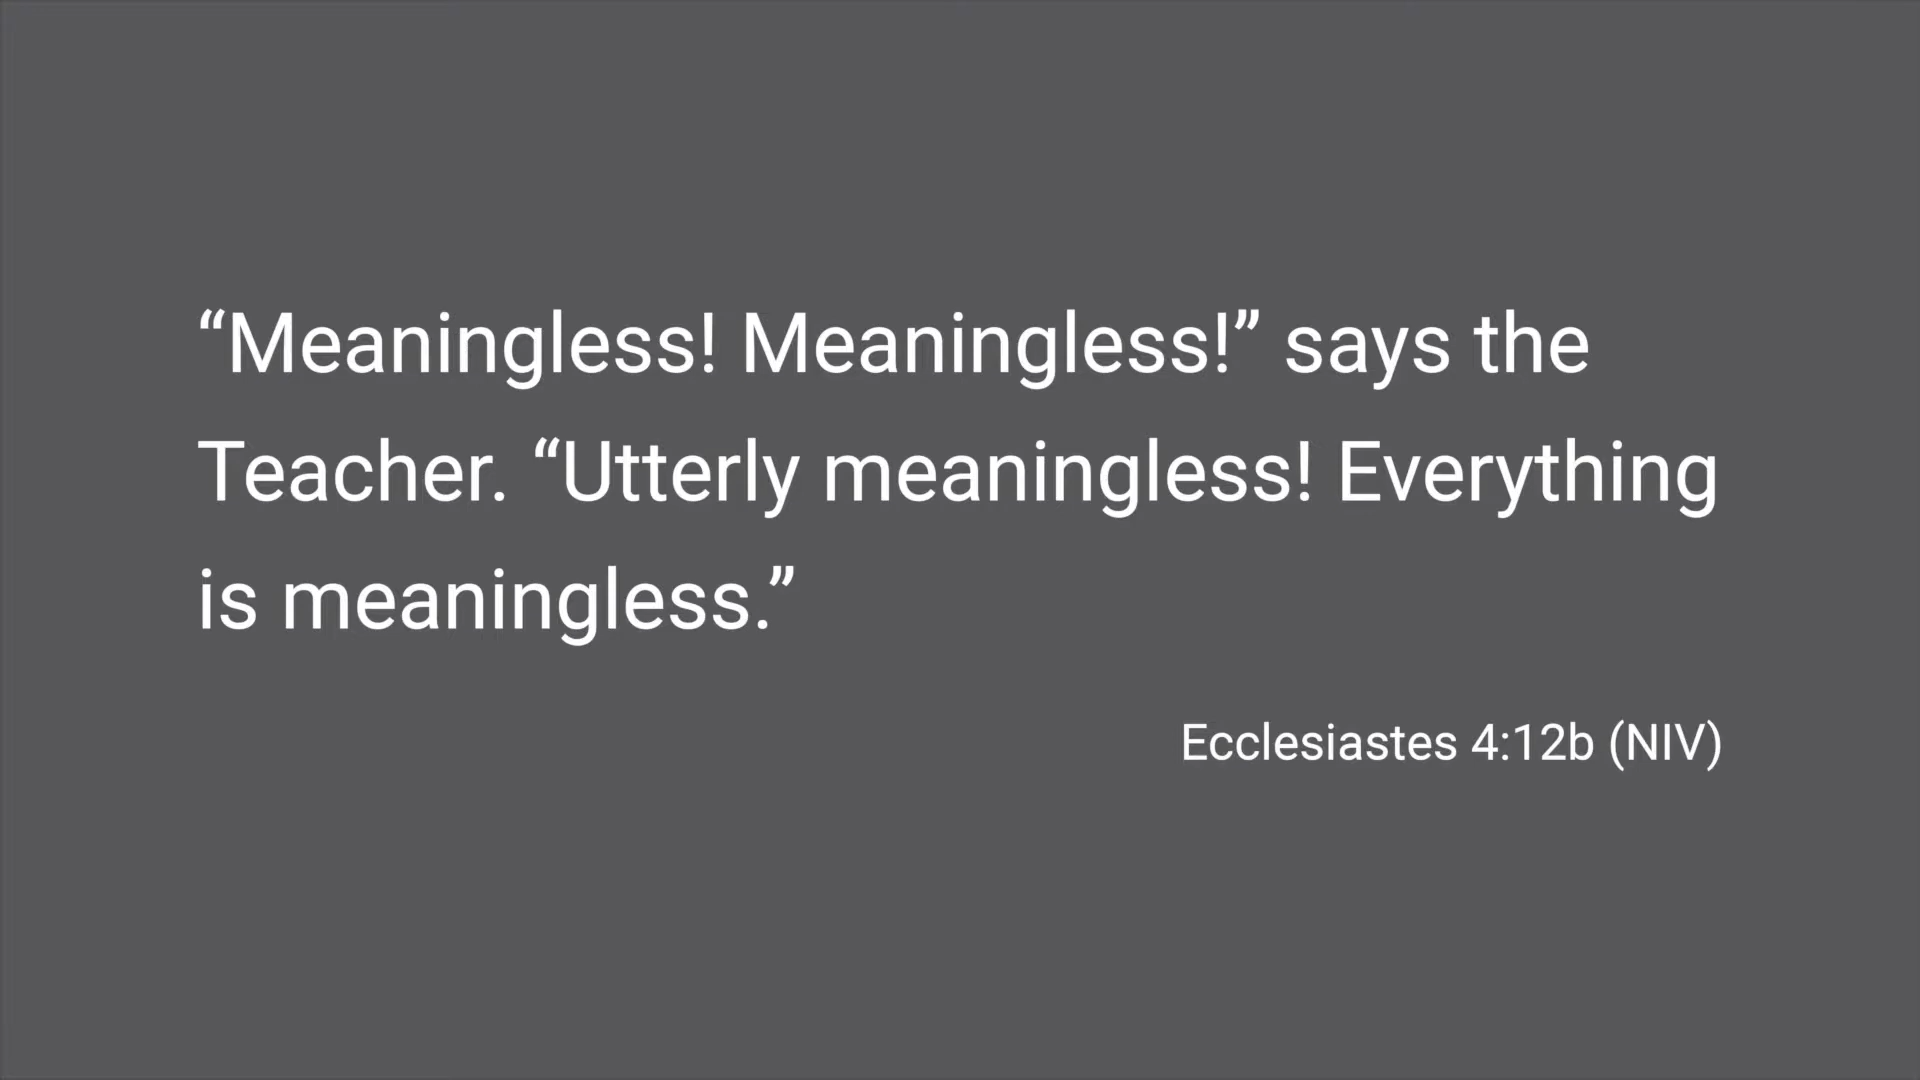 “Meaningless! Meaningless!” says the
Teacher. “Utterly meaningless! Everything
is meaningless.”
Ecclesiastes 4:12b (NIV)